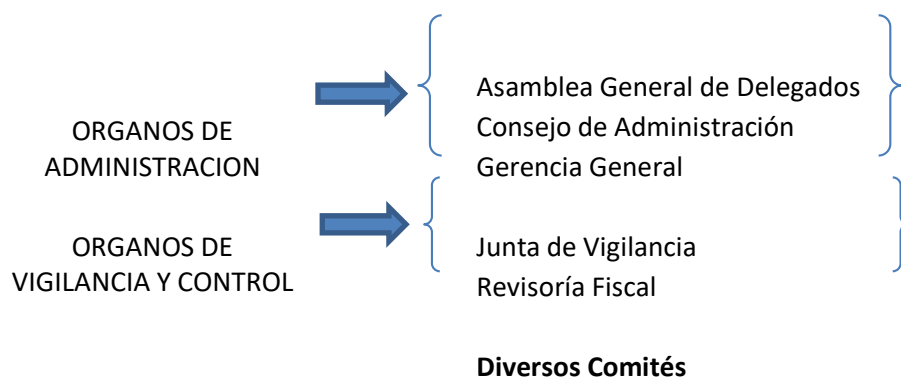 ORGANOS DE
ADMINISTRACION
Asamblea General de Delegados
Consejo de Administración
Gerencia General
ORGANOS DE
VIGILANCIA Y CONTROL
Junta de Vigilancia
Revisoría Fiscal
Diversos Comités